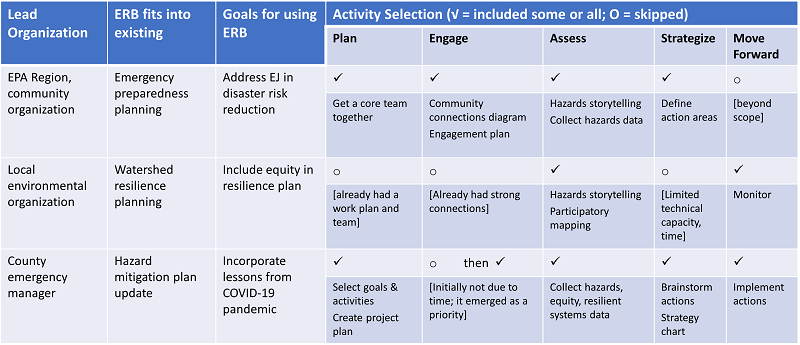 Lead Organization
ERB fits into existing
Goals for using ERB
Activity Selection (√ = included some or all; O = skipped)
Plan
Engage
Assess
Strategize
Move Forward
EPA Region, community organization
Emergency preparedness planning
Address EJ in disaster risk reduction
✓
✓
✓
✓
○
Get a core team together
Community connections diagram
Engagement plan
Hazards storytelling
Collect hazards data
Define action areas
[beyond scope]
Local environmental organization
Watershed resilience planning
Include equity in resilience plan
○
○
✓
○
✓
[already had a work plan and team]
[Already had strong connections]
Hazards storytelling
Participatory mapping
[Limited technical capacity, time]
Monitor
County emergency manager
Hazard mitigation plan update
Incorporate lessons from COVID-19 pandemic
✓
○ then ✓
✓
✓
✓
Select goals & activities
Create project plan
[Initially not due to time; it emerged as a priority]
Collect hazards, equity, resilient systems data
Brainstorm actions
Strategy chart
Implement actions